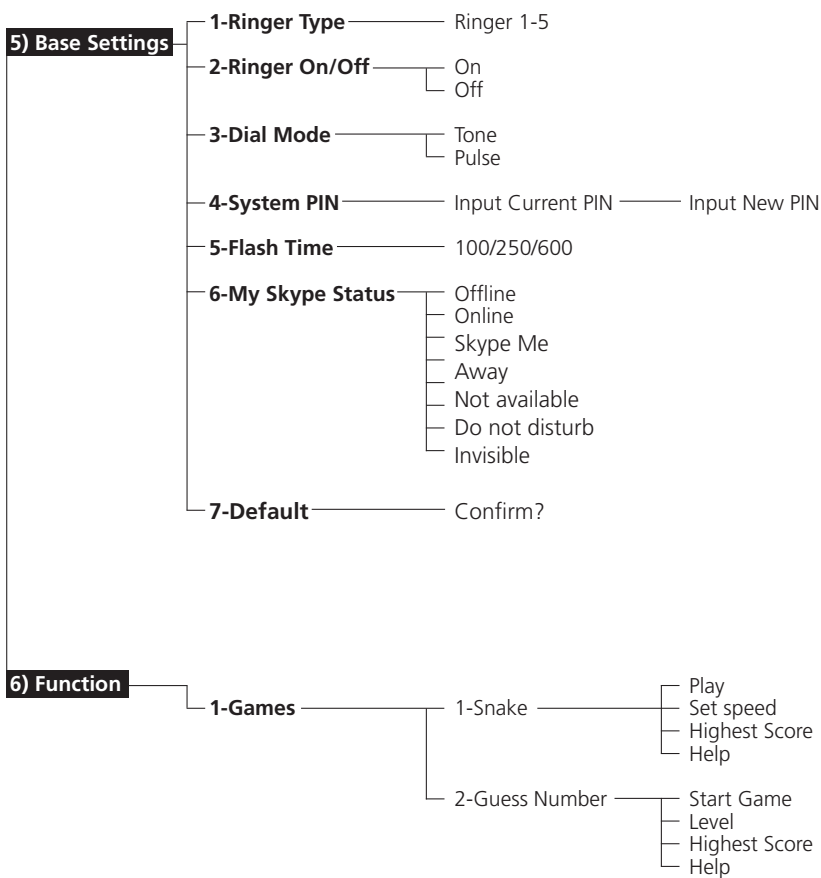 5) Base Settings
1-Ringer Type
Ringer 1-5
2-Ringer On/Off
On
Off
3-Dial Mode
Tone
Pulse
4-System PIN
Input Current PIN
Input New PIN
5-Flash Time
100/250/600
6-My Skype Status
Offline
Online
Skype Me
Away
Not available
Do not disturb
Invisible
7-Default
Confirm?
6) Function
1-Games
1-Snake
Play
Set speed
Highest Score
Help
2-Guess Number
Start Game
Level
Highest Score
Help